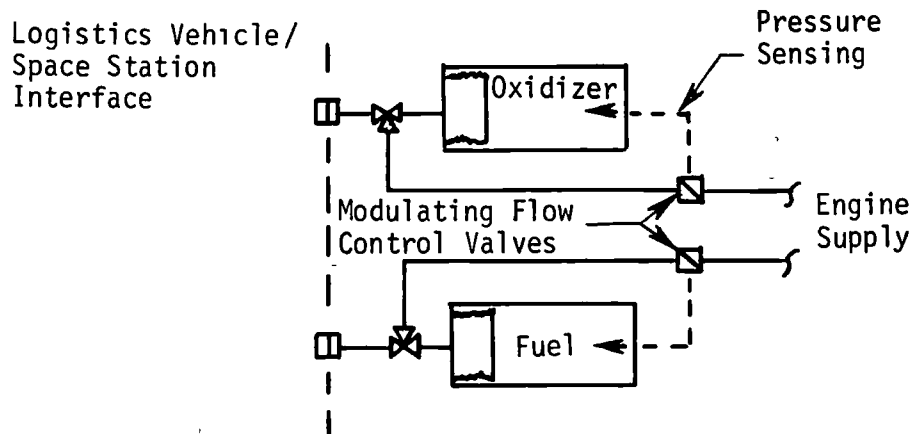 Logistics Vehicle/
Space Station
Interface
Pressure
Sensing
Oxidizer
Modulating Flow
Control Valves
Engine
Supply
Fuel